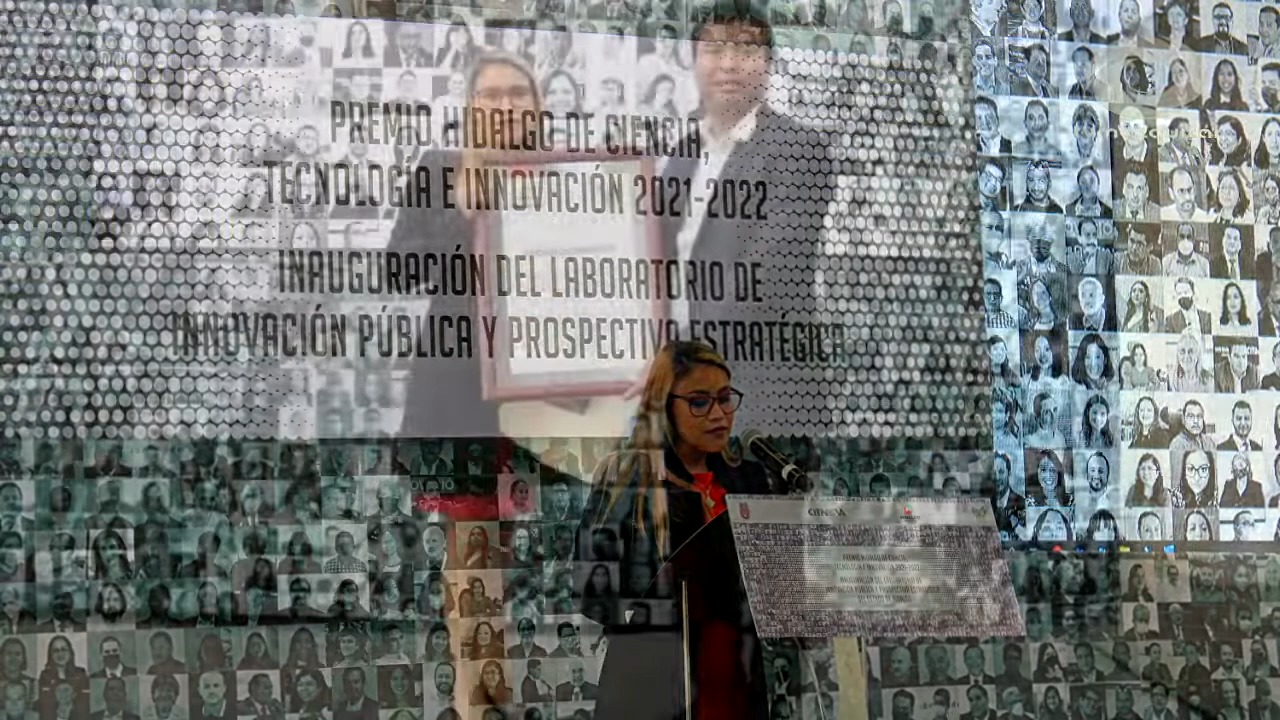 PREMIO HIDALGO DE CIENCIA,
TECNOLOGÍA E INNOVACIÓN 2021-2022
INAUGURACIÓN DEL LABORATORIO DE
INNOVACIÓN PÚBLICA Y PROSPECTIVA ESTRATÉGICA